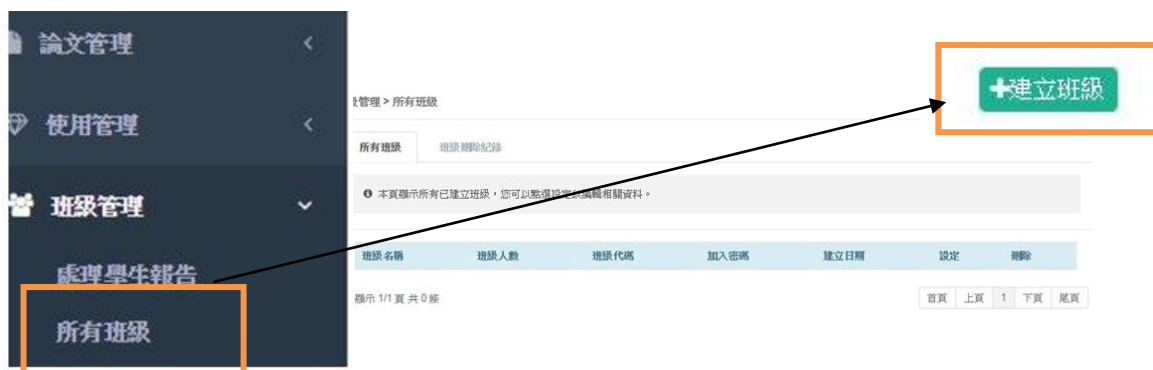 論文管理
使用管理
班級管理
處理學生報告
所有班級
管理 > 所有班級
所有班級 班級刪除紀錄
本頁顯示所有已建立班級，您可以點選設定以編輯相關資料。
班級名稱 班級人數 班級代碼 加入密碼 建立日期 設定 刪除
顯示 1/1 頁 共 0 條
首頁 上頁 1 下頁 尾頁
+建立班級